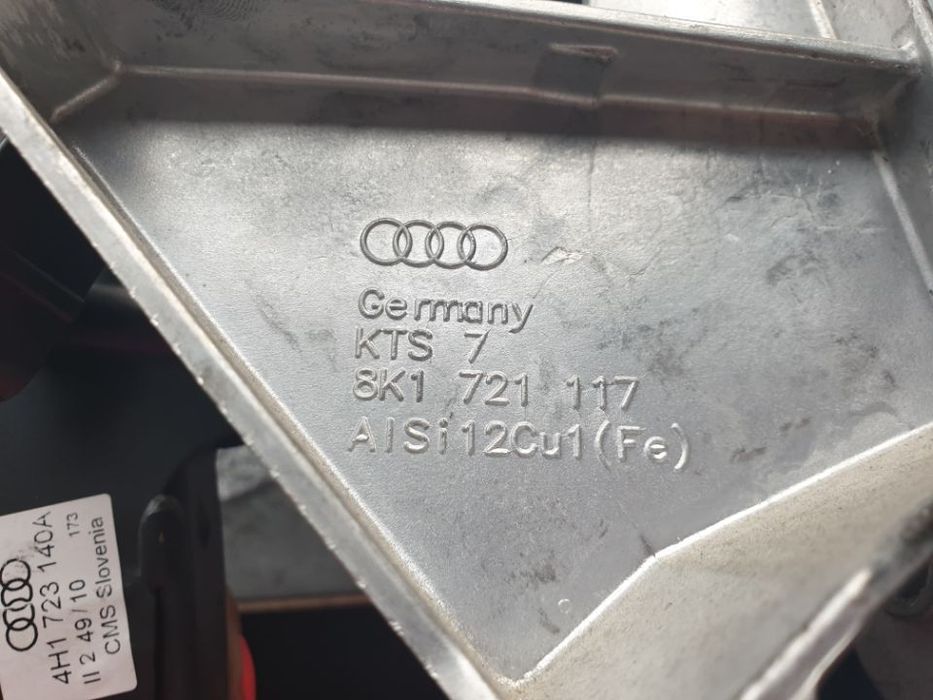 Germany
KTS 7
8K1 721 117
AlSi12Cu1(Fe)
4H1 723 140A
II 2 49/10 173
CMS Slovenia